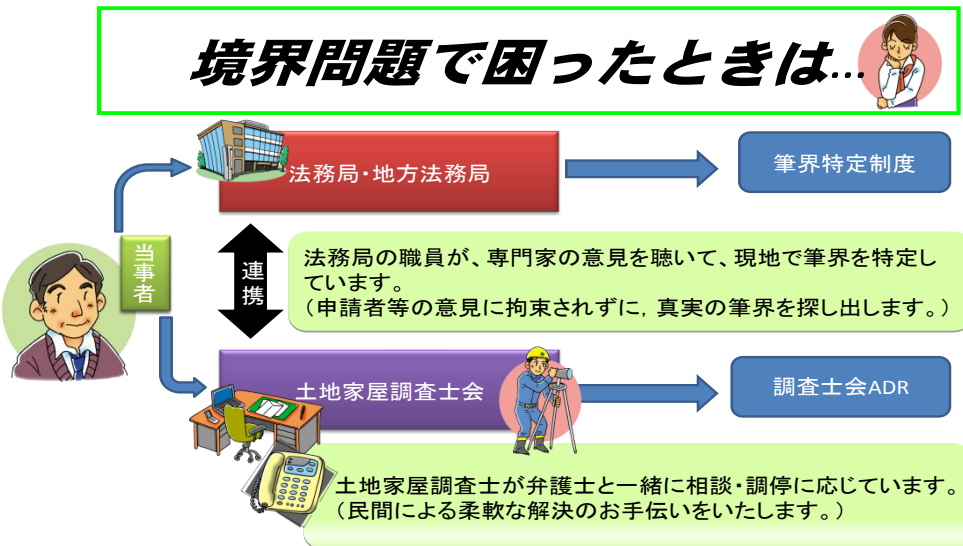 境界問題で困ったときは…
法務局・地方法務局
筆界特定制度
当事者
連携
法務局の職員が、専門家の意見を聴いて、現地で筆界を特定し
ています。
(申請者等の意見に拘束されずに，真実の筆界を探し出します。)
土地家屋調査士会
調査士会ADR
土地家屋調査士が弁護士と一緒に相談・調停に応じています。
(民間による柔軟な解決のお手伝いをいたします。)